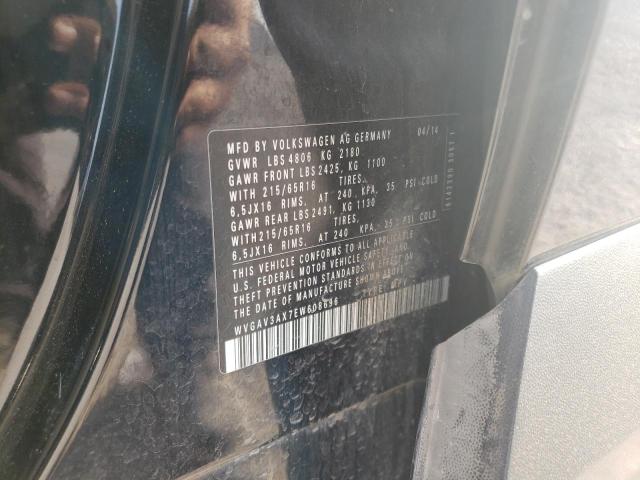 MFD BY VOLKSWAGEN AG GERMANY 04/14
GVWR LBS 4806 KG 2180
GAWR FRONT LBS 2425, KG 1100
WITH 215/65R16 TIRES,
6,5JX16 RIMS, AT 240, KPA, 35 PSI COLD
GAWR REAR LBS 2491, KG 1130
WITH 215/65R16 TIRES,
6,5JX16 RIMS, AT 240 KPA, 35 PSI COLD
THIS VEHICLE CONFORMS TO ALL APPLICABLE
U.S. FEDERAL MOTOR VEHICLE SAFETY AND
THEFT PREVENTION STANDARDS IN EFFECT ON
THE DATE OF MANUFACTURE SHOWN ABOVE.
WVGAV3AX7EW608636